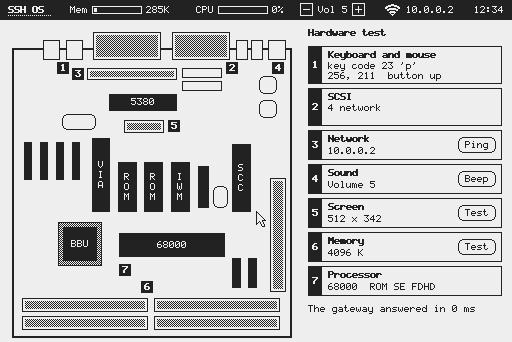 SSH OS Mem 285K CPU 0% Vol 5 10.0.0.2 12:34
Hardware test
1 3 2 4
5380
5
VIA
ROM
ROM
IWM
SCC
BBU
68000
7
6
1 Keyboard and mouse
key code 23 'p'
256, 211 button up
2 SCSI
4 network
3 Network
10.0.0.2 Ping
4 Sound
Volume 5 Beep
5 Screen
512 x 342 Test
6 Memory
4096 K Test
7 Processor
68000 ROM SE FDHD
The gateway answered in 0 ms